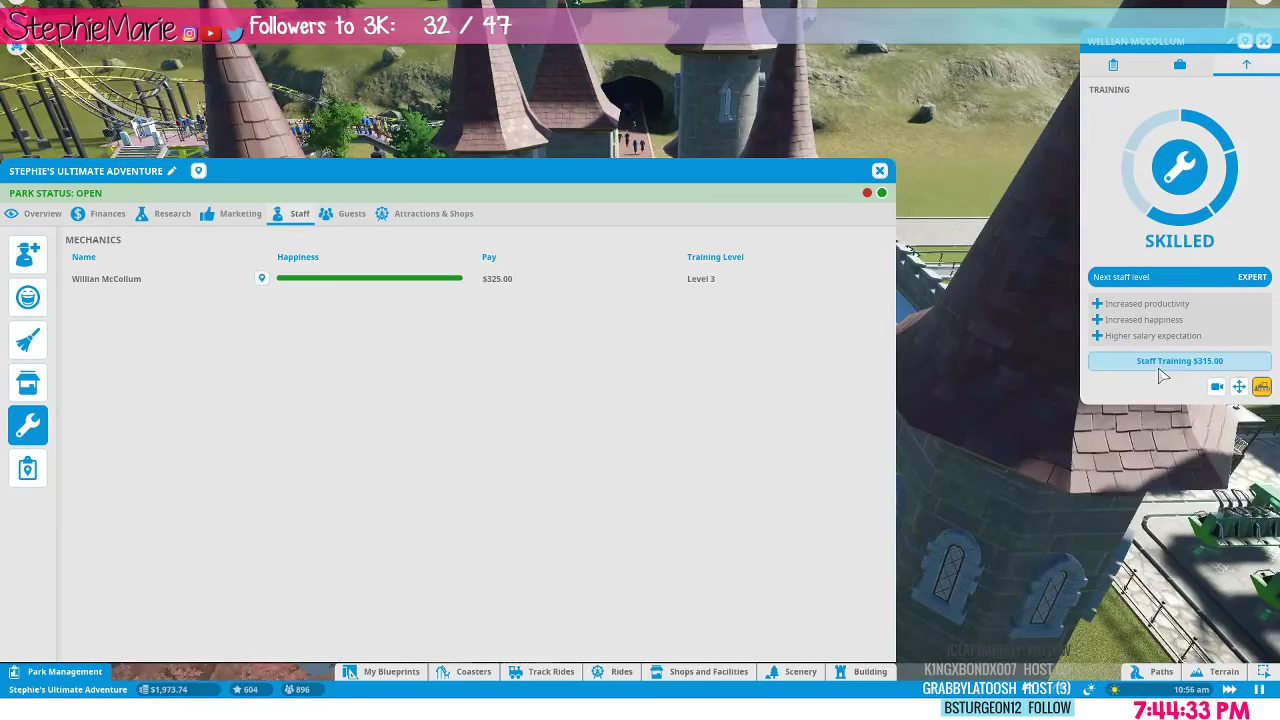 StephieMarie Followers to 3K: 32 / 47
WILLIAN MCCOLLUM
TRAINING
SKILLED
Next staff level EXPERT
Increased productivity
Increased happiness
Higher salary expectation
Staff Training $315.00
STEPHIE'S ULTIMATE ADVENTURE
PARK STATUS: OPEN
Overview Finances Research Marketing Staff Guests Attractions & Shops
MECHANICS
Name Happiness Pay Training Level
Willian McCollum $325.00 Level 3
Park Management My Blueprints Coasters Track Rides Rides Shops and Facilities Scenery Building Paths Terrain
KINGXBONDX007 HOST
Stephie's Ultimate Adventure $1,973.74 604 896 GRABBYLATOOSH HOST (3) 10:56 am
BSTURGEON12 FOLLOW 7:44:33 PM